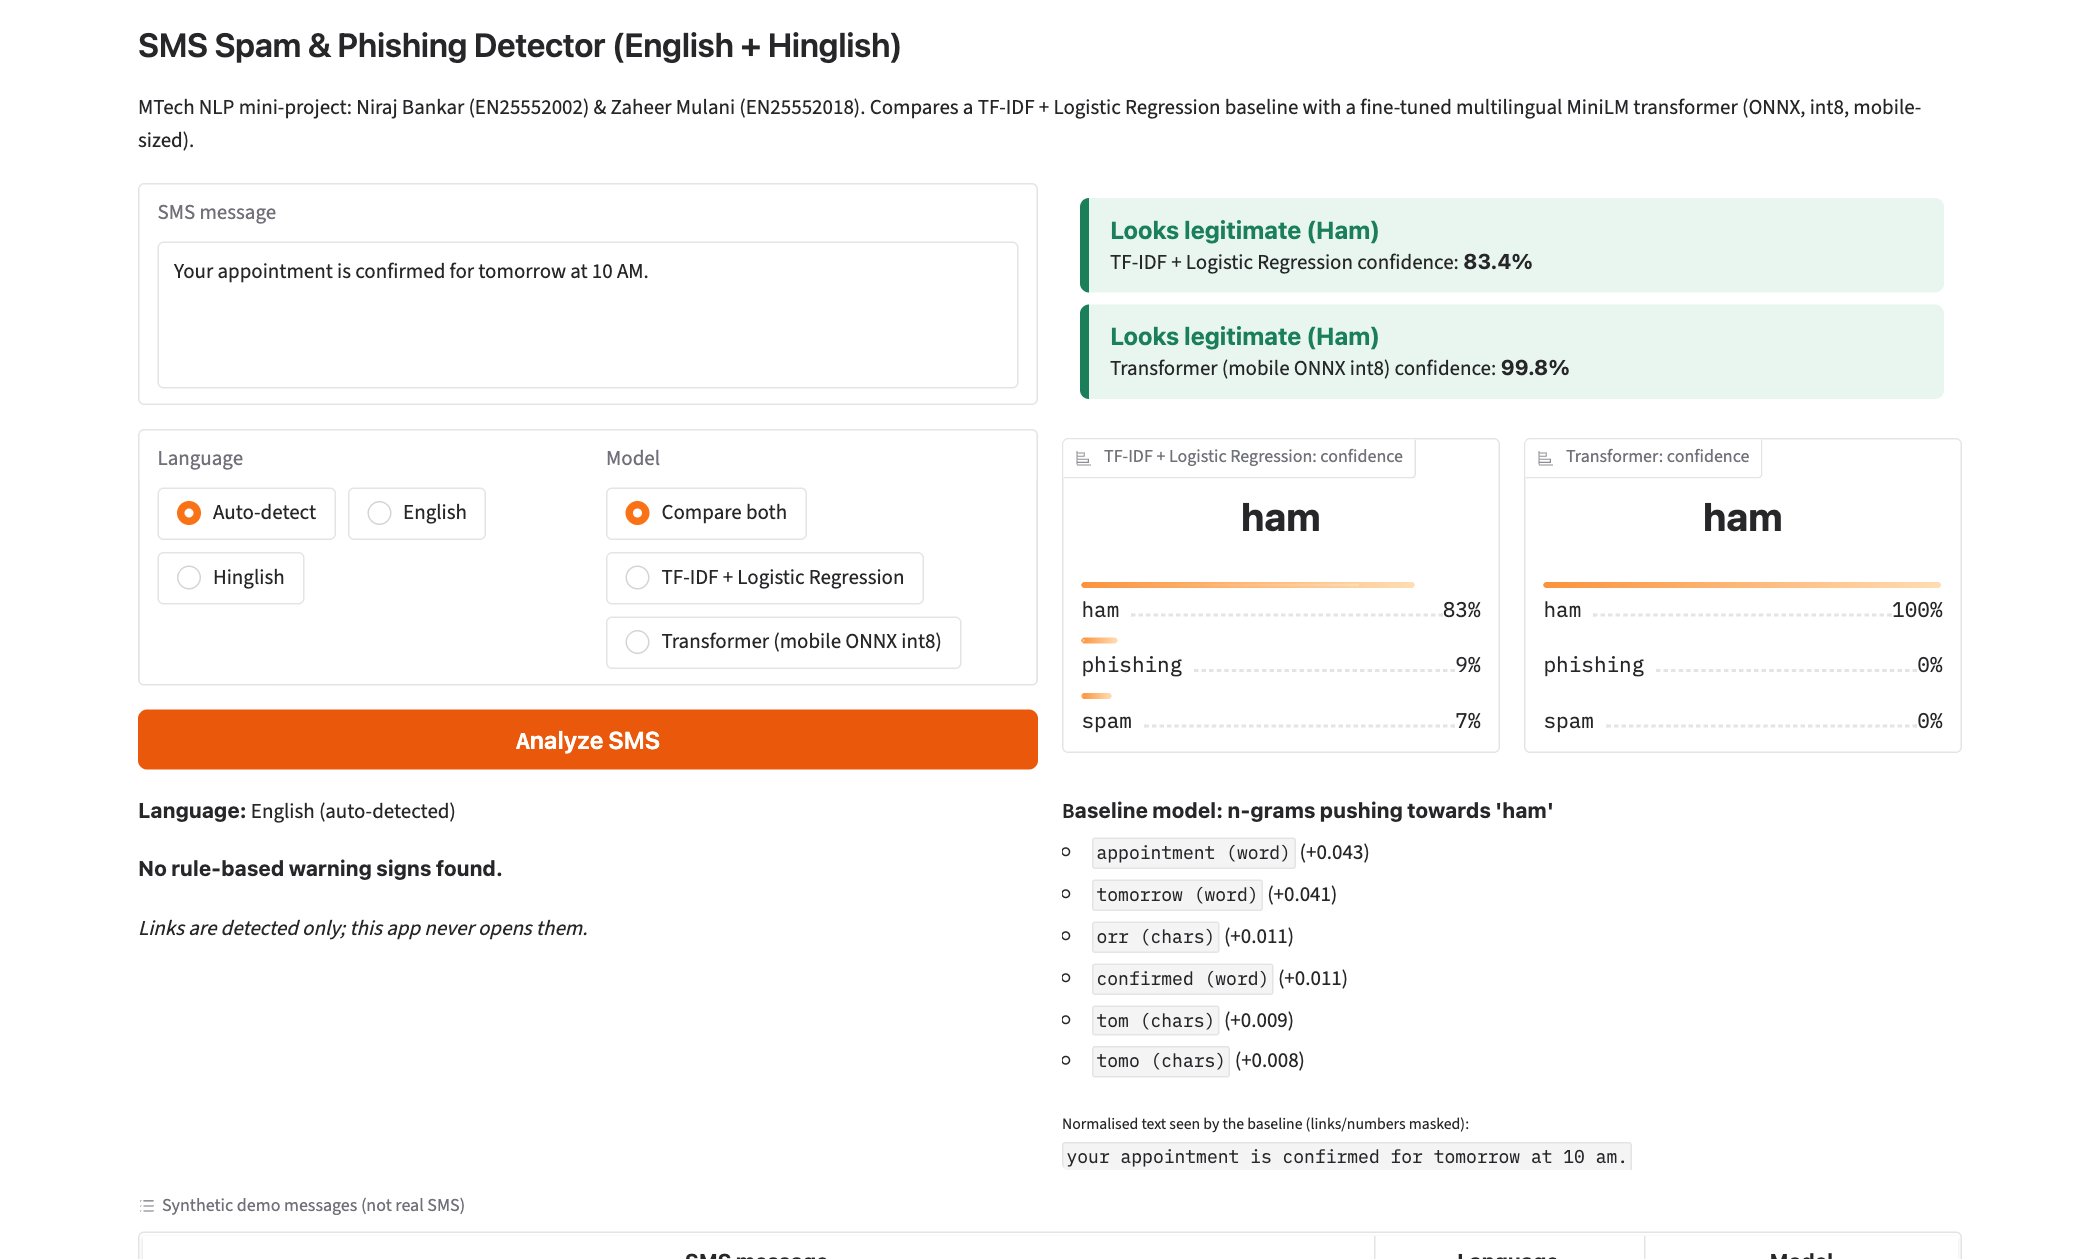 SMS Spam & Phishing Detector (English + Hinglish)
MTech NLP mini-project: Niraj Bankar (EN25552002) & Zaheer Mulani (EN25552018). Compares a TF-IDF + Logistic Regression baseline with a fine-tuned multilingual MiniLM transformer (ONNX, int8, mobile-
sized).
SMS message
Your appointment is confirmed for tomorrow at 10 AM.
Language
Auto-detect
English
Hinglish
Model
Compare both
TF-IDF + Logistic Regression
Transformer (mobile ONNX int8)
Analyze SMS
Language: English (auto-detected)
No rule-based warning signs found.
Links are detected only; this app never opens them.
Looks legitimate (Ham)
TF-IDF + Logistic Regression confidence: 83.4%
Looks legitimate (Ham)
Transformer (mobile ONNX int8) confidence: 99.8%
TF-IDF + Logistic Regression: confidence
ham
ham 83%
phishing 9%
spam 7%
Transformer: confidence
ham
ham 100%
phishing 0%
spam 0%
Baseline model: n-grams pushing towards 'ham'
appointment (word) (+0.043)
tomorrow (word) (+0.041)
orr (chars) (+0.011)
confirmed (word) (+0.011)
tom (chars) (+0.009)
tomo (chars) (+0.008)
Normalised text seen by the baseline (links/numbers masked):
your appointment is confirmed for tomorrow at 10 am.
Synthetic demo messages (not real SMS)
SMS message Language Model